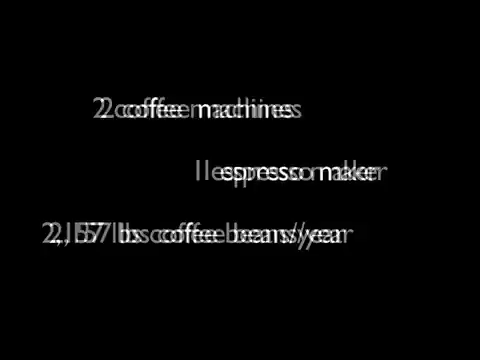 2 coffee machines
1 espresso maker
2,157 lbs coffee beans/year